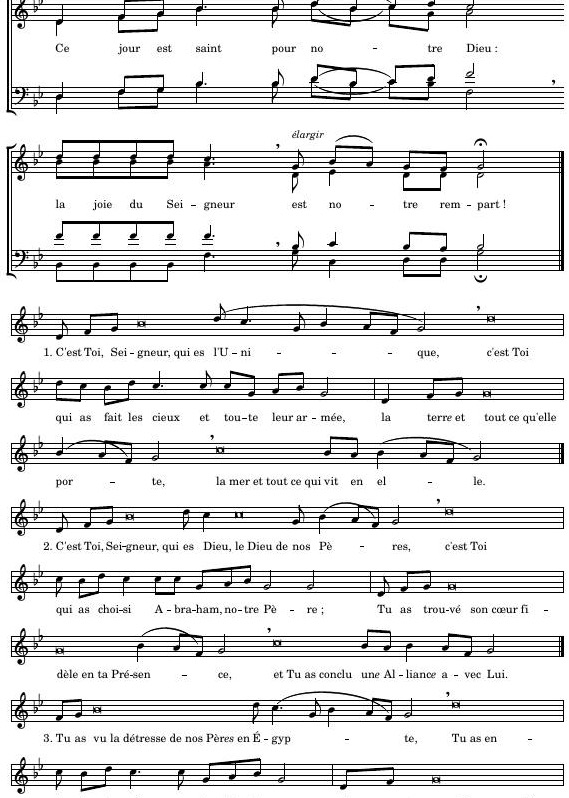 Ce jour est saint pour no - tre Dieu :
élargir
la joie du Sei - gneur est no - tre rem - part !
1. C'est Toi, Sei - gneur, qui es l'U - ni - - - que, c'est Toi
qui as fait les cieux et tou - te leur ar - mée, la terre et tout ce qu'elle
por - te, la mer et tout ce qui vit en el - le.
2. C'est Toi, Sei - gneur, qui es Dieu, le Dieu de nos Pè - res, c'est Toi
qui as choi - si A - bra - ham, no - tre Pè - re ; Tu as trou - vé son cœur fi -
dèle en ta Pré - sen - ce, et Tu as conclu une Al - liance a - vec Lui.
3. Tu as vu la détresse de nos Pères en É - gyp - te, Tu as en -